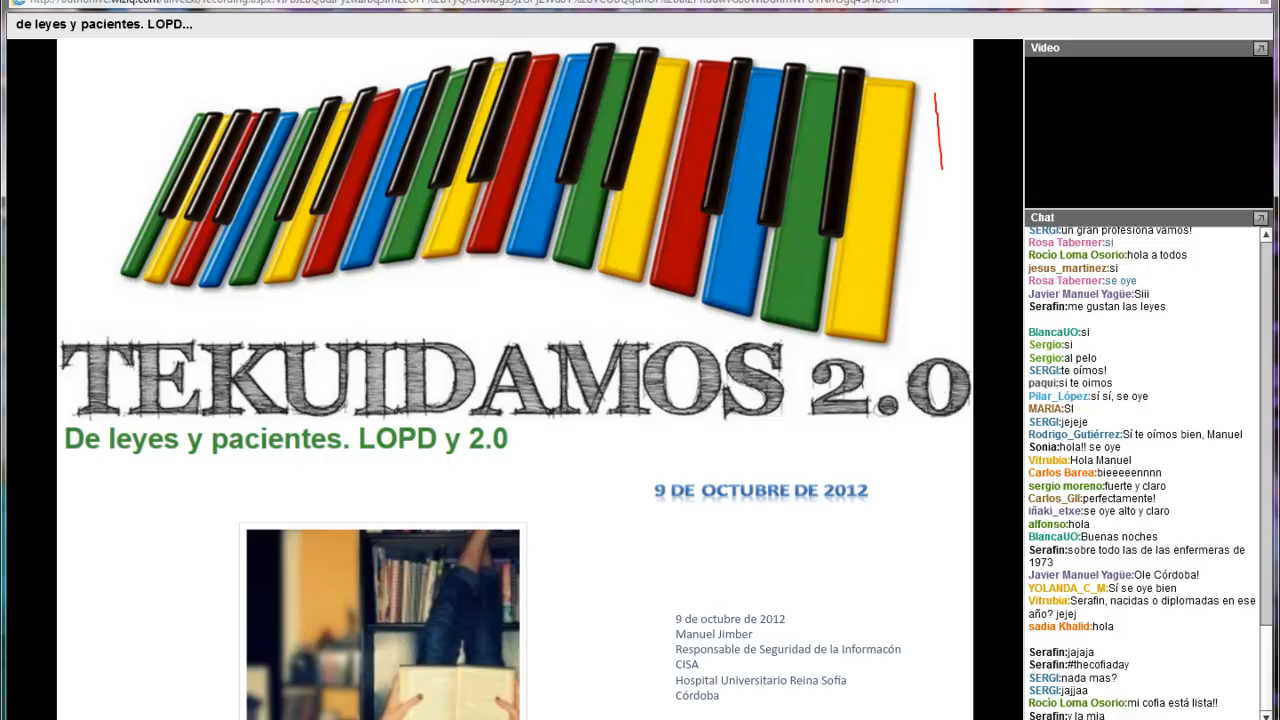 de leyes y pacientes. LOPD...
TEKUIDAMOS 2.0
De leyes y pacientes. LOPD y 2.0
9 DE OCTUBRE DE 2012
9 de octubre de 2012
Manuel Jimber
Responsable de Seguridad de la Informacón
CISA
Hospital Universitario Reina Sofía
Córdoba
Video
Chat
SERGI:un gran profesiona vamos!
Rosa Taberner:si
Rocío Loma Osorio:hola a todos
jesus_martinez:si
Rosa Taberner:se oye
Javier Manuel Yagüe:Siii
Serafin:me gustan las leyes
BlancaUO:si
Sergio:si
Sergio:al pelo
SERGI:te oímos!
paqui:si te oimos
Pilar_López:sí sí, se oye
MARIA:SI
SERGI:jejeje
Rodrigo_Gutiérrez:Sí te oímos bien, Manuel
Sonia:hola!! se oye
Vitrubia:Hola Manuel
Carlos Barea:bieeeeennnn
sergio moreno:fuerte y claro
Carlos_GIl:perfectamente!
iñaki_etxe:se oye alto y claro
alfonso:hola
BlancaUO:Buenas noches
Serafin:sobre todo las de las enfermeras de
1973
Javier Manuel Yagüe:Ole Córdoba!
YOLANDA_C_M:Sí se oye bien
Vitrubia:Serafin, nacidas o diplomadas en ese
año? jejej
sadia Khalid:hola
Serafin:jajaja
Serafin:#thecofiaday
SERGI:nada mas?
SERGI:jajjaa
Rocío Loma Osorio:mi cofia está lista!!
Serafin:y la mia